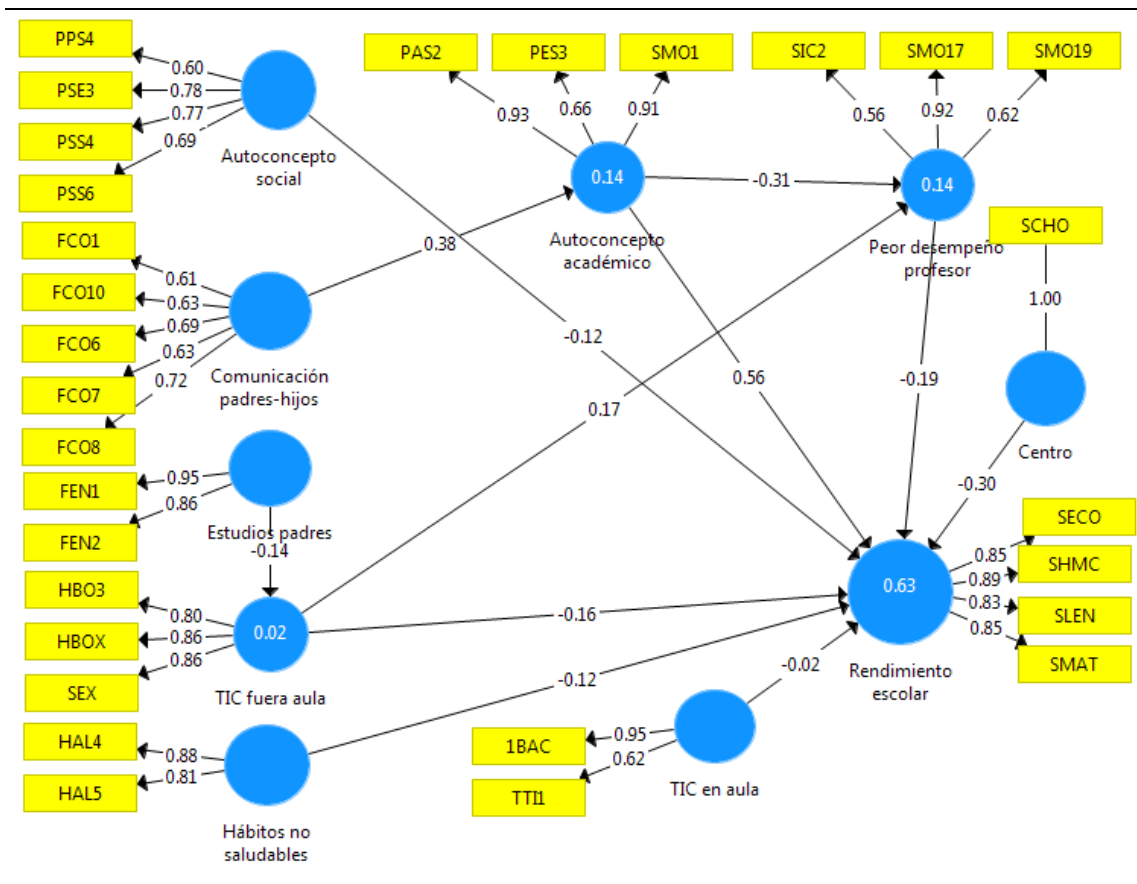 PPS4
PSE3
PSS4
PSS6
0.60
0.78
0.77
0.69
Autoconcepto
social
PAS2
PES3
SMO1
0.93
0.66
0.91
0.14
Autoconcepto
académico
SIC2
SMO17
SMO19
0.56
0.92
0.62
0.14
Peor desempeño
profesor
-0.31
SCHO
1.00
Centro
-0.30
FCO1
FCO10
FCO6
FCO7
FCO8
0.61
0.63
0.69
0.63
0.72
Comunicación
padres-hijos
0.38
-0.12
0.56
0.17
-0.19
FEN1
FEN2
0.95
0.86
Estudios padres
-0.14
HBO3
HBOX
SEX
0.80
0.86
0.86
0.02
TIC fuera aula
-0.16
HAL4
HAL5
0.88
0.81
Hábitos no
saludables
-0.12
1BAC
TTI1
0.95
0.62
TIC en aula
-0.02
0.63
Rendimiento
escolar
0.85
0.89
0.83
0.85
SECO
SHMC
SLEN
SMAT